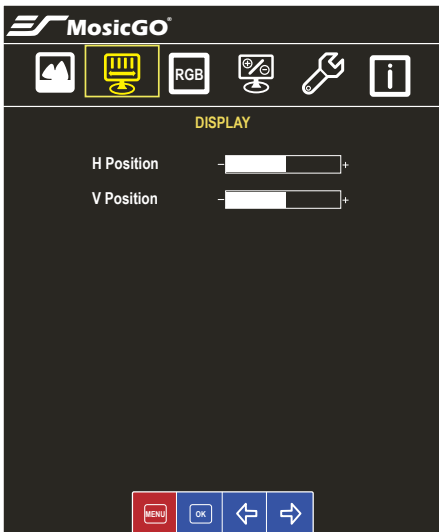 MosicGO®
RGB
i
DISPLAY
H Position - +
V Position - +
MENU OK